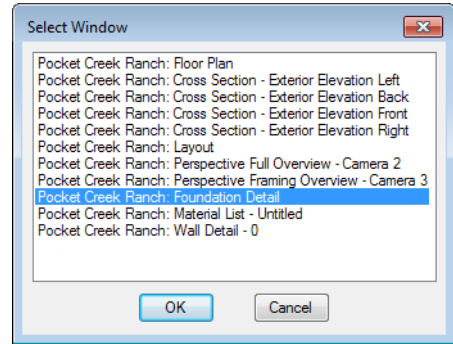 Select Window
Pocket Creek Ranch: Floor Plan
Pocket Creek Ranch: Cross Section - Exterior Elevation Left
Pocket Creek Ranch: Cross Section - Exterior Elevation Back
Pocket Creek Ranch: Cross Section - Exterior Elevation Front
Pocket Creek Ranch: Cross Section - Exterior Elevation Right
Pocket Creek Ranch: Layout
Pocket Creek Ranch: Perspective Full Overview - Camera 2
Pocket Creek Ranch: Perspective Framing Overview - Camera 3
Pocket Creek Ranch: Foundation Detail
Pocket Creek Ranch: Material List - Untitled
Pocket Creek Ranch: Wall Detail - 0
OK Cancel